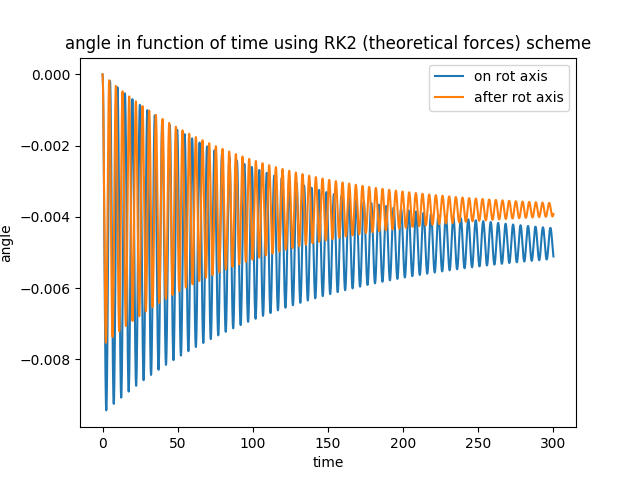 angle in function of time using RK2 (theoretical forces) scheme
on rot axis
after rot axis
0.000
−0.002
−0.004
−0.006
−0.008
angle
0
50
100
150
200
250
300
time